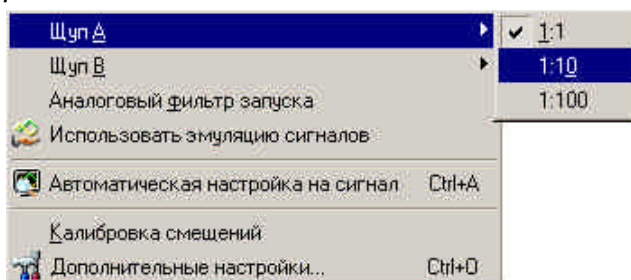 Щуп A
1:1
Щуп B
1:10
Аналоговый фильтр запуска
1:100
Использовать эмуляцию сигналов
Автоматическая настройка на сигнал Ctrl+A
Калибровка смещений
Дополнительные настройки... Ctrl+O